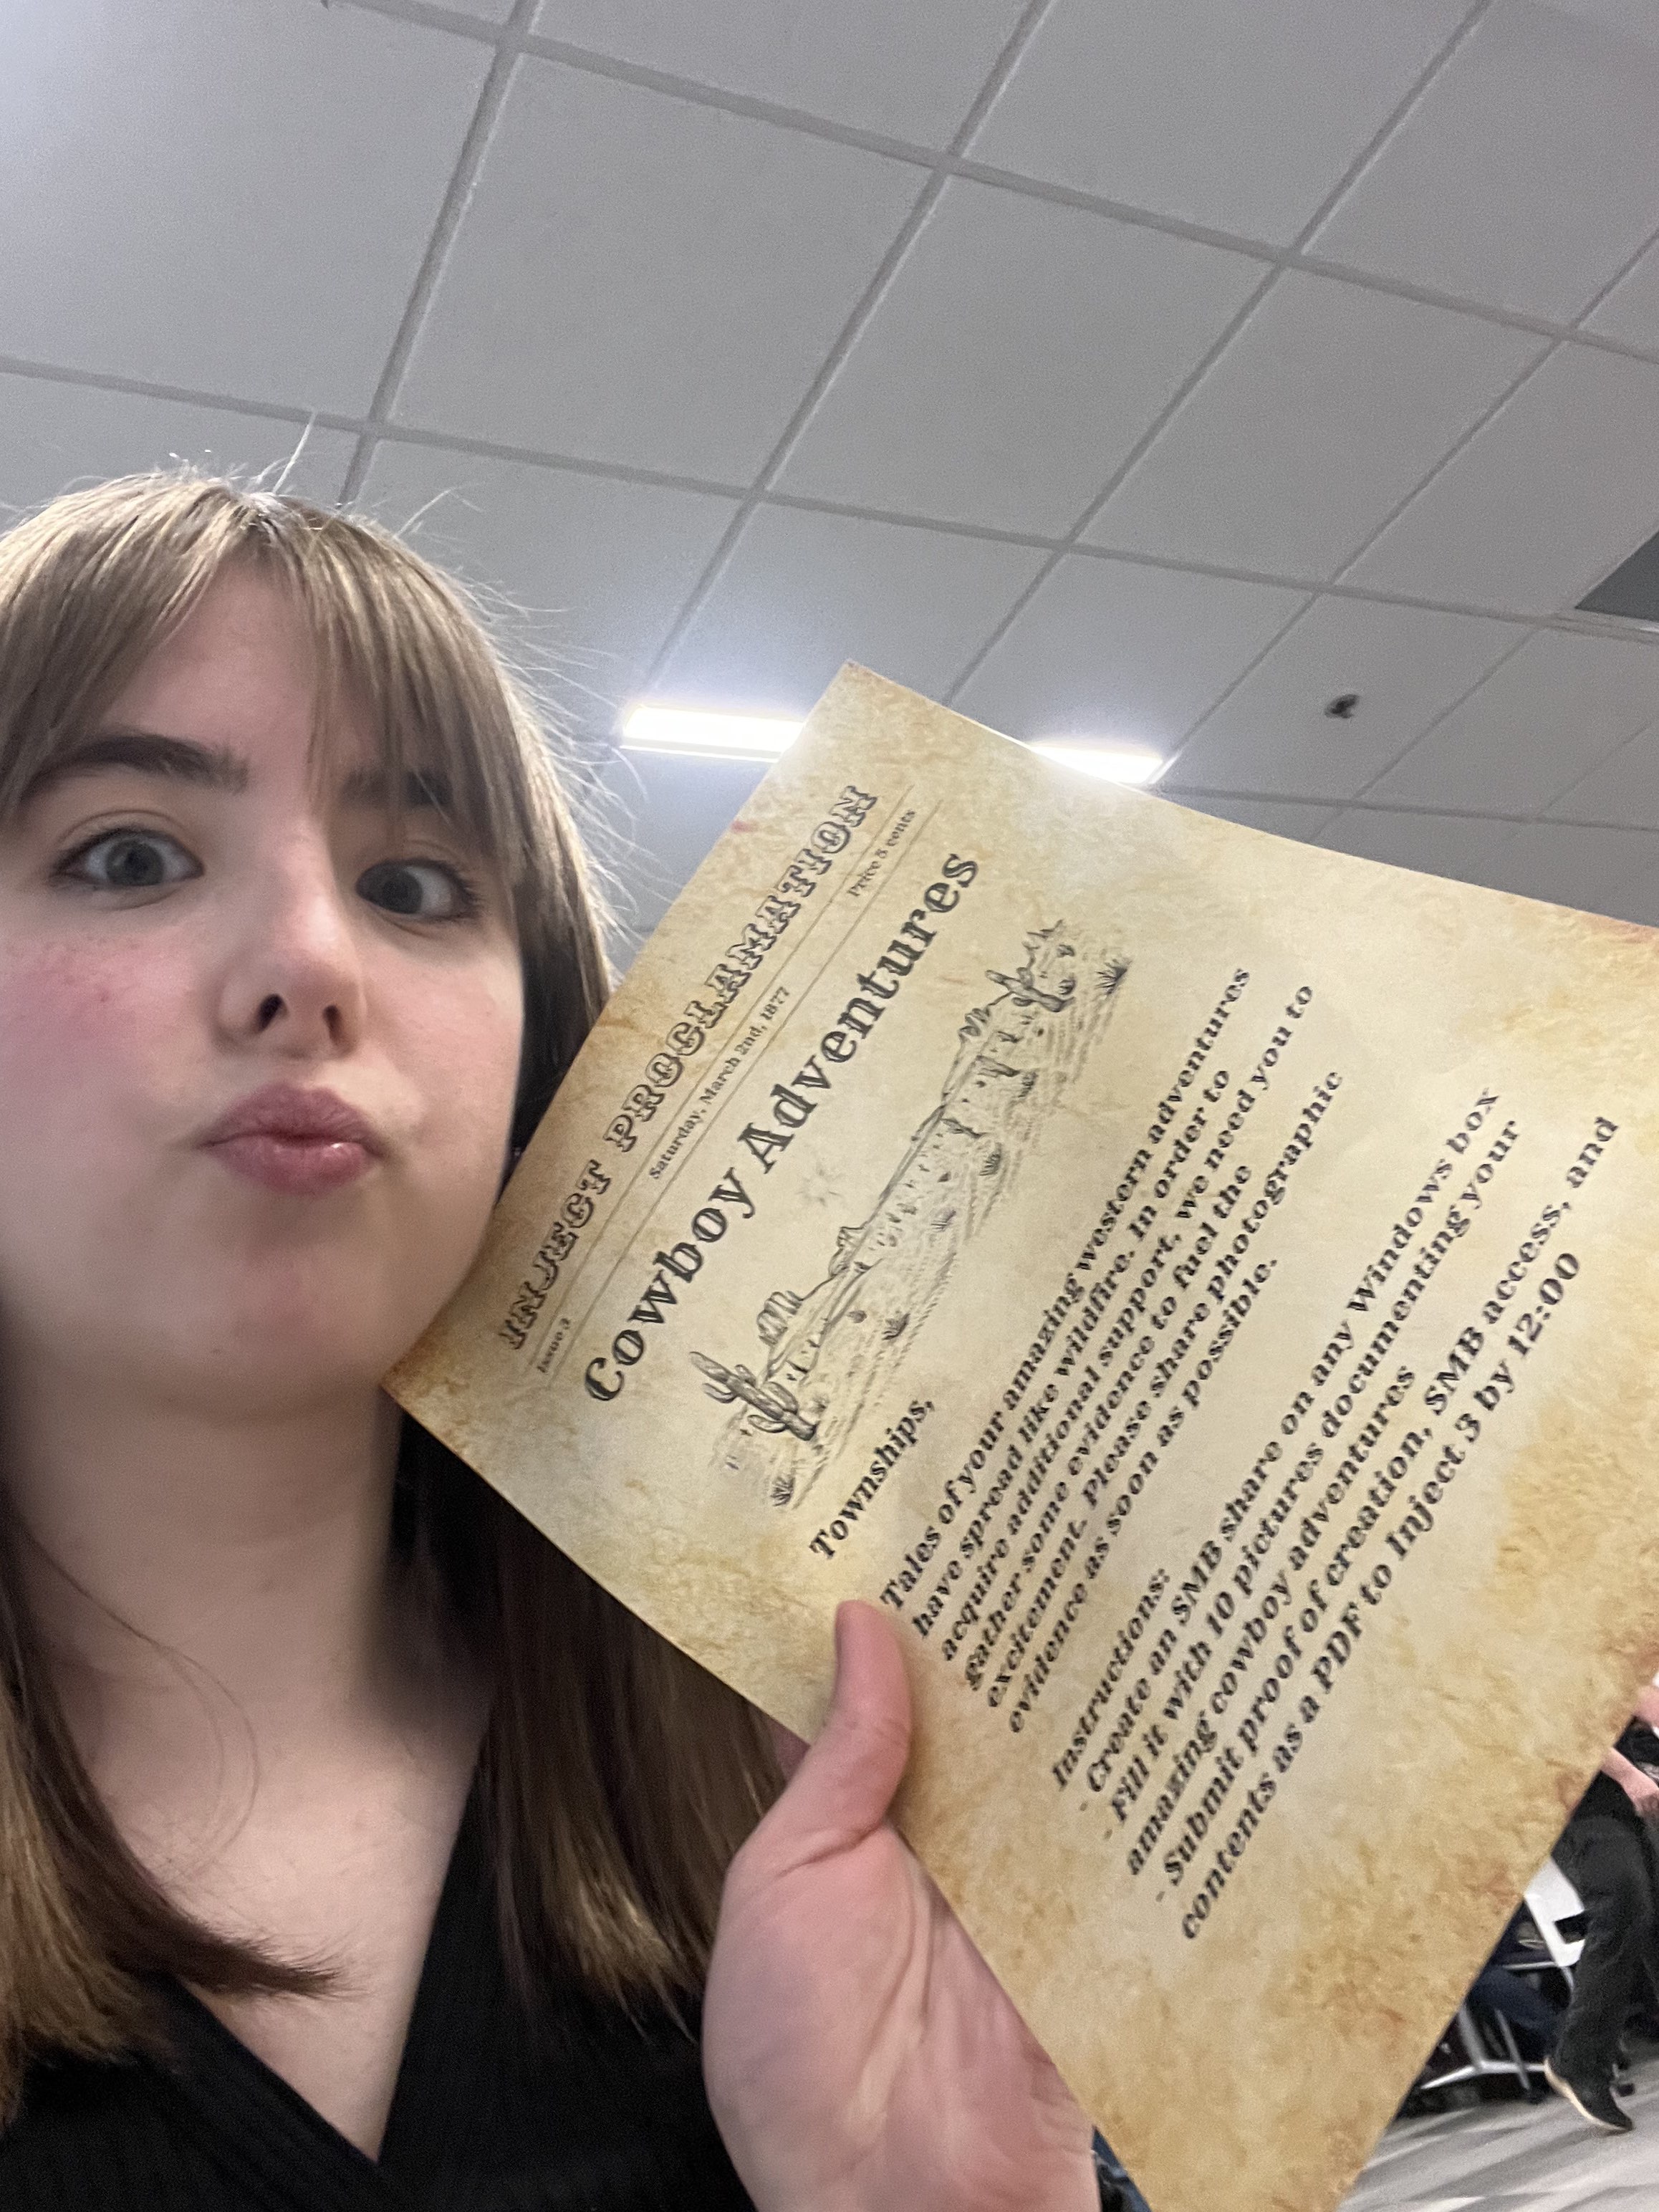 INJECT PROCLAMATION
Issue 3 Saturday, March 2nd, 1877 Price 5 cents
Cowboy Adventures
Townships,
Tales of your amazing western adventures
have spread like wildfire. In order to
acquire additional support, we need you to
gather some evidence to fuel the
excitement. Please share photographic
evidence as soon as possible.
Instructions:
- Create an SMB share on any Windows box
- Fill it with 10 pictures documenting your
amazing cowboy adventures
- Submit proof of creation, SMB access, and
contents as a PDF to Inject 3 by 12:00